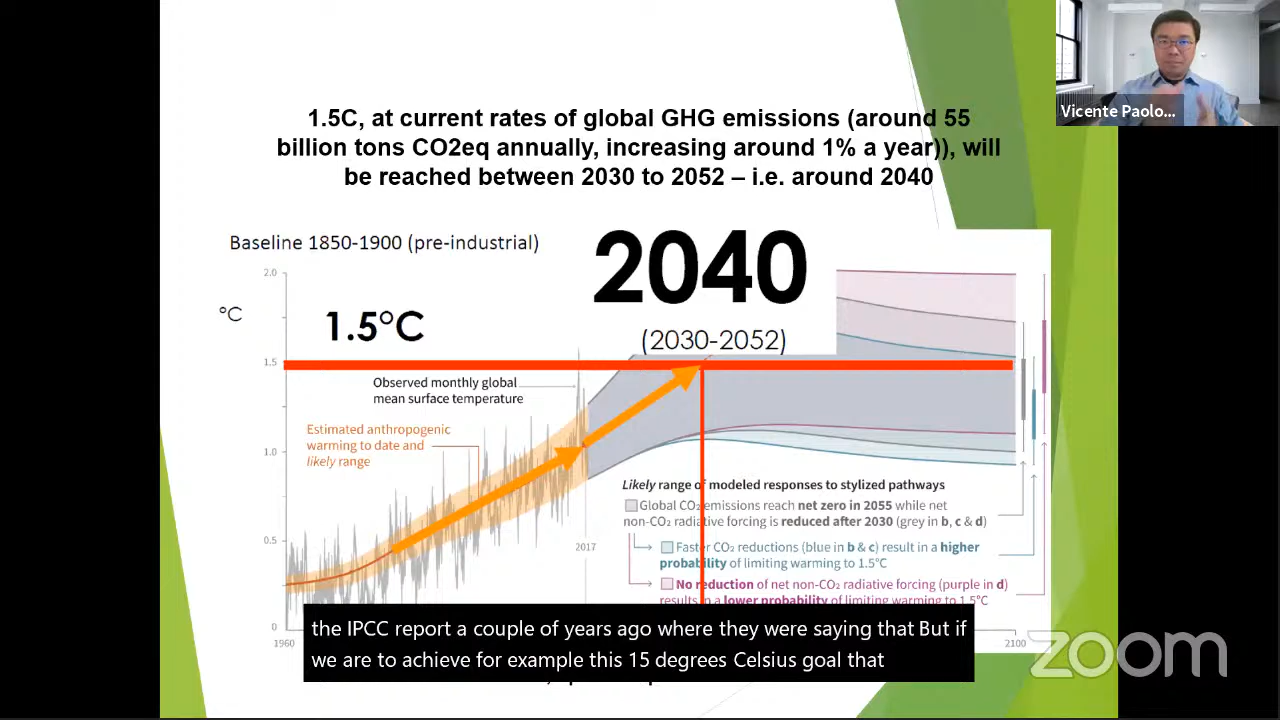 Vicente Paolo...
1.5C, at current rates of global GHG emissions (around 55
billion tons CO2eq annually, increasing around 1% a year)), will
be reached between 2030 to 2052 – i.e. around 2040
Baseline 1850-1900 (pre-industrial)
2040
(2030-2052)
°C
1.5°C
2.0
1.5
1.0
0.5
0
Observed monthly global
mean surface temperature
Estimated anthropogenic
warming to date and
likely range
2017
Likely range of modeled responses to stylized pathways
Global CO2 emissions reach net zero in 2055 while net
non-CO2 radiative forcing is reduced after 2030 (grey in b, c & d)
Faster CO2 reductions (blue in b & c) result in a higher
probability of limiting warming to 1.5°C
No reduction of net non-CO2 radiative forcing (purple in d)
results in a lower probability of limiting warming to 1.5°C
1960
2100
the IPCC report a couple of years ago where they were saying that But if
we are to achieve for example this 15 degrees Celsius goal that
zoom